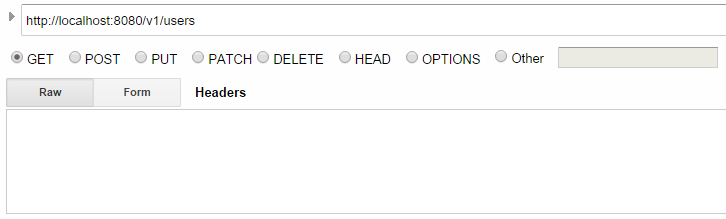 http://localhost:8080/v1/users
GET POST PUT PATCH DELETE HEAD OPTIONS Other
Raw Form Headers